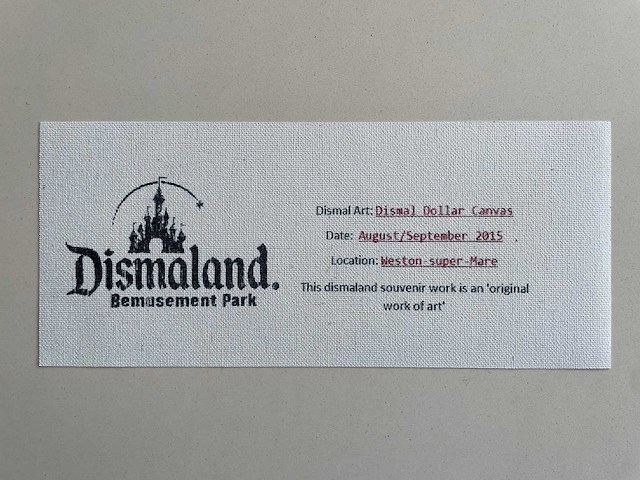 Dismaland.
Bemusement Park
Dismal Art: Dismal Dollar Canvas
Date: August/September 2015
Location: Weston-super-Mare
This dismaland souvenir work is an 'original
work of art'